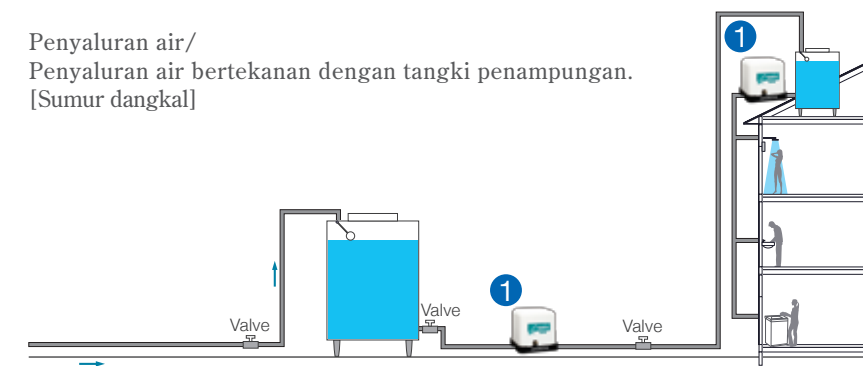 Penyaluran air/
Penyaluran air bertekanan dengan tangki penampungan.
[Sumur dangkal]
1
1
Valve
Valve
Valve